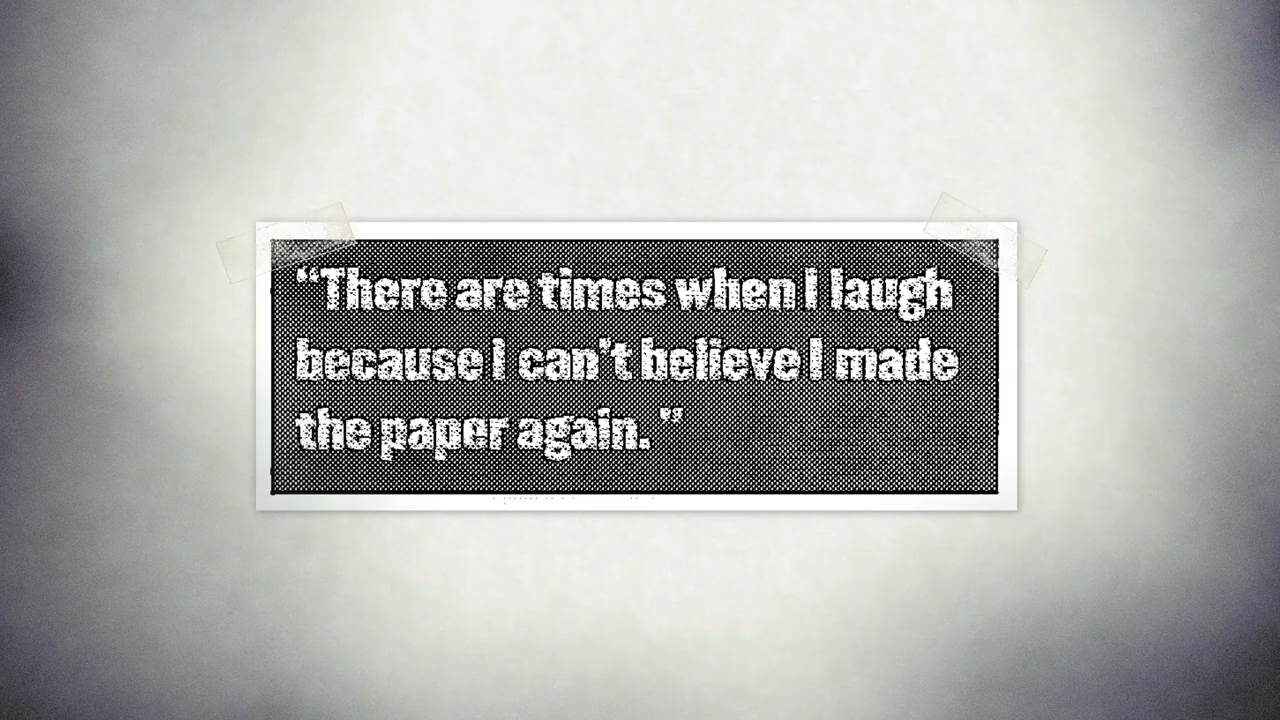 “There are times when I laugh
because I can't believe I made
the paper again. ”